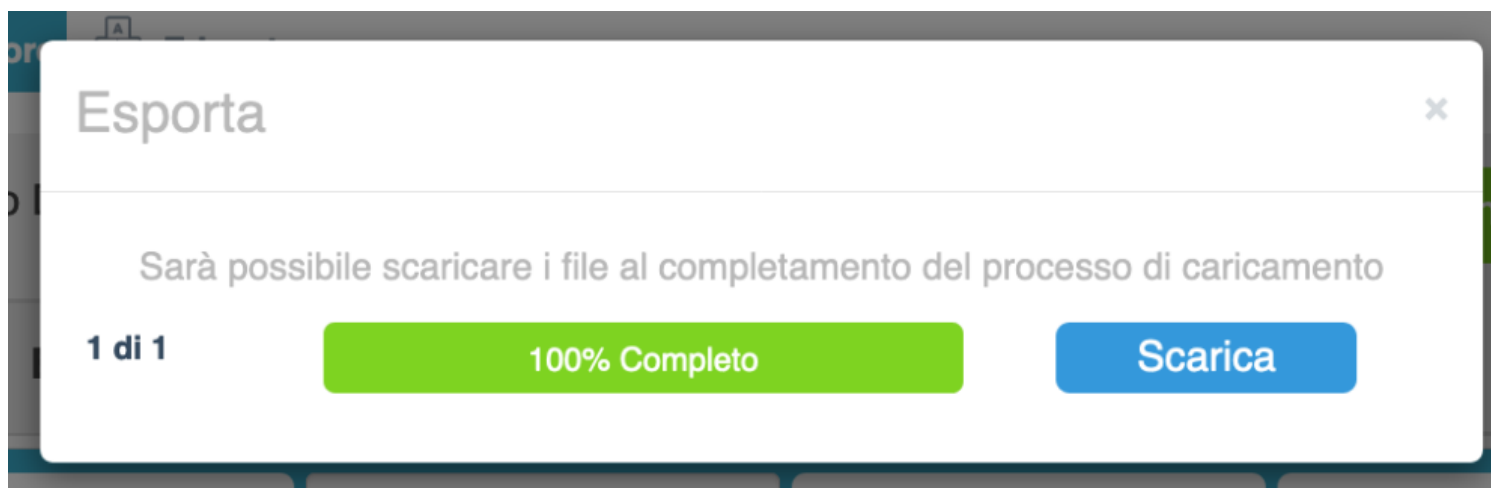 Esporta
×
Sarà possibile scaricare i file al completamento del processo di caricamento
1 di 1
100% Completo
Scarica